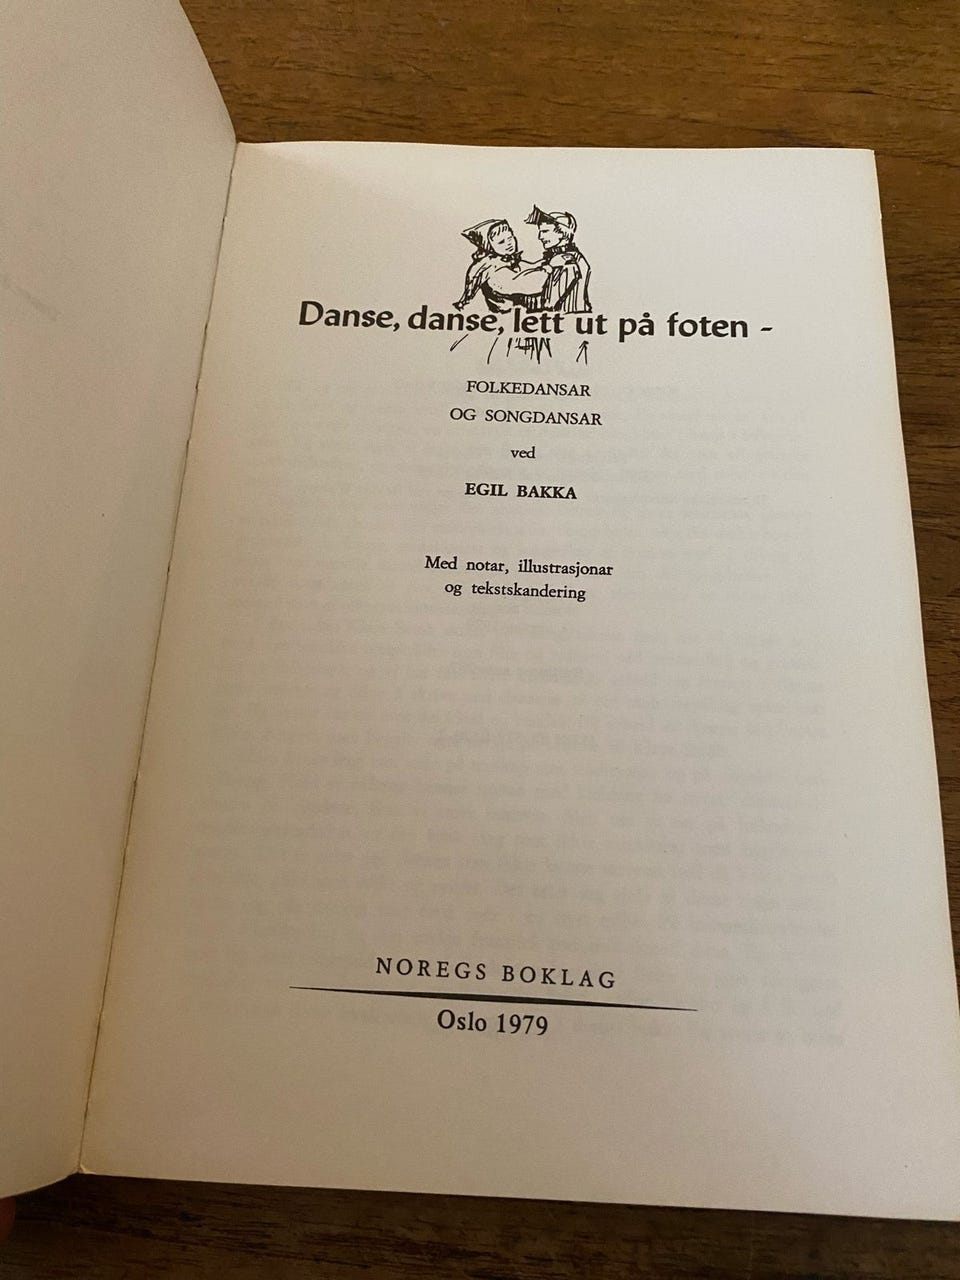 Danse, danse, lett ut på foten -
FOLKEDANSAR
OG SONGDANSAR
ved
EGIL BAKKA
Med notar, illustrasjonar
og tekstskandering
NOREGS BOKLAG
Oslo 1979